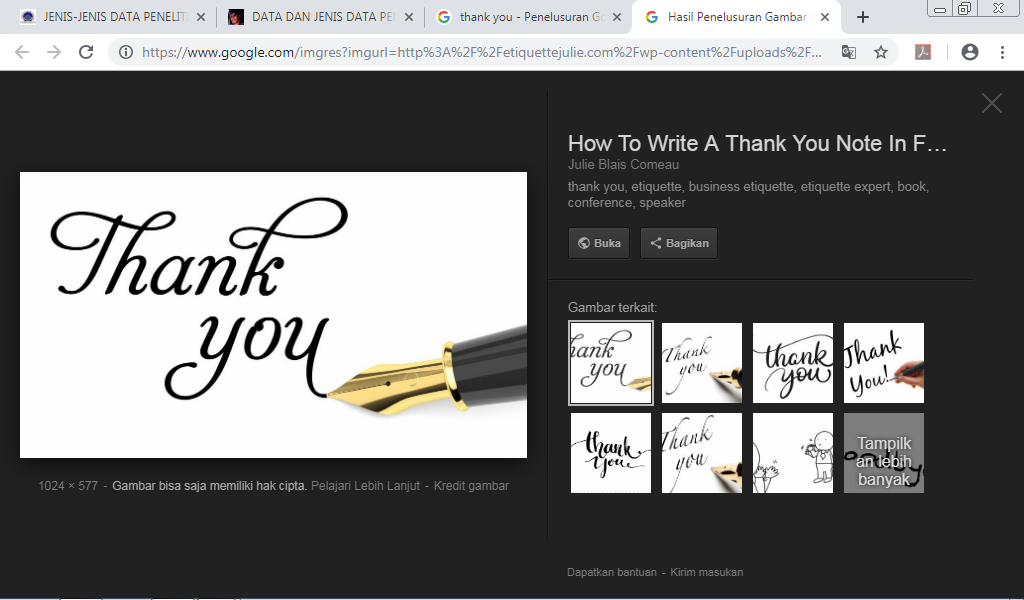 JENIS-JENIS DATA PENELIT
DATA DAN JENIS DATA PE
thank you - Penelusuran Go
Hasil Penelusuran Gambar
https://www.google.com/imgres?imgurl=http%3A%2F%2Fetiquettejulie.com%2Fwp-content%2Fuploads%2F...
Thank
you
1024 × 577 - Gambar bisa saja memiliki hak cipta. Pelajari Lebih Lanjut - Kredit gambar
How To Write A Thank You Note In F...
Julie Blais Comeau
thank you, etiquette, business etiquette, etiquette expert, book,
conference, speaker
Buka Bagikan
Gambar terkait:
hank
you
Thank
you
thank
you
Thank
You!
thank
you
Thank
you
Tampilk
an lebih
banyak
Dapatkan bantuan - Kirim masukan